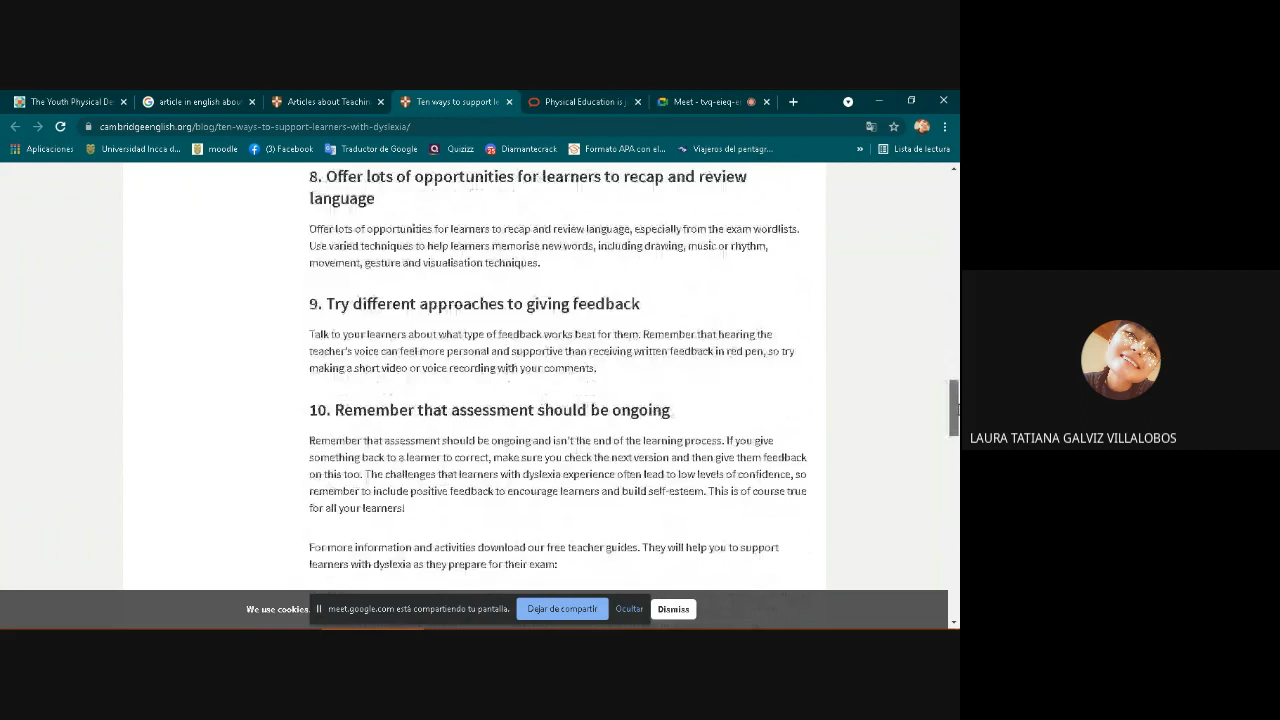 The Youth Physical De
article in english abou
Articles about Teachin
Ten ways to support le
Physical Education is j
Meet - tvq-eieq-e
cambridgeenglish.org/blog/ten-ways-to-support-learners-with-dyslexia/
Aplicaciones
Universidad Incca d...
moodle
(3) Facebook
Traductor de Google
Quizizz
Diamantecrack
Formato APA con el...
Viajeros del pentagr...
»
Lista de lectura
8. Offer lots of opportunities for learners to recap and review
language
Offer lots of opportunities for learners to recap and review language, especially from the exam wordlists.
Use varied techniques to help learners memorise new words, including drawing, music or rhythm,
movement, gesture and visualisation techniques.
9. Try different approaches to giving feedback
Talk to your learners about what type of feedback works best for them. Remember that hearing the
teacher's voice can feel more personal and supportive than receiving written feedback in red pen, so try
making a short video or voice recording with your comments.
10. Remember that assessment should be ongoing
Remember that assessment should be ongoing and isn't the end of the learning process. If you give
something back to a learner to correct, make sure you check the next version and then give them feedback
on this too. The challenges that learners with dyslexia experience often lead to low levels of confidence, so
remember to include positive feedback to encourage learners and build self-esteem. This is of course true
for all your learners!
For more information and activities download our free teacher guides. They will help you to support
learners with dyslexia as they prepare for their exam:
We use cookies
meet.google.com está compartiendo tu pantalla.
Dejar de compartir
Ocultar
Dismiss
LAURA TATIANA GALVIZ VILLALOBOS